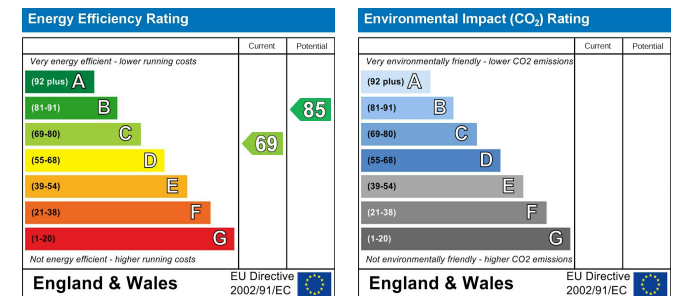 Energy Efficiency Rating
Current Potential
Very energy efficient - lower running costs
(92 plus) A
(81-91) B
(69-80) C
(55-68) D
(39-54) E
(21-38) F
(1-20) G
69
85
Not energy efficient - higher running costs
England & Wales
EU Directive
2002/91/EC
Environmental Impact (CO2) Rating
Current Potential
Very environmentally friendly - lower CO2 emissions
(92 plus) A
(81-91) B
(69-80) C
(55-68) D
(39-54) E
(21-38) F
(1-20) G
Not environmentally friendly - higher CO2 emissions
England & Wales
EU Directive
2002/91/EC